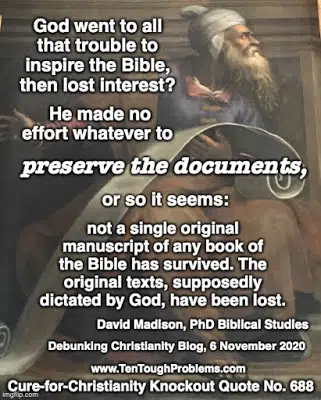 God went to all
that trouble to
inspire the Bible,
then lost interest?
He made no
effort whatever to
preserve the documents,
or so it seems:
not a single original
manuscript of any book of
the Bible has survived. The
original texts, supposedly
dictated by God, have been lost.
David Madison, PhD Biblical Studies
Debunking Christianity Blog, 6 November 2020
www.TenToughProblems.com
Cure-for-Christianity Knockout Quote No. 688
imgflip.com